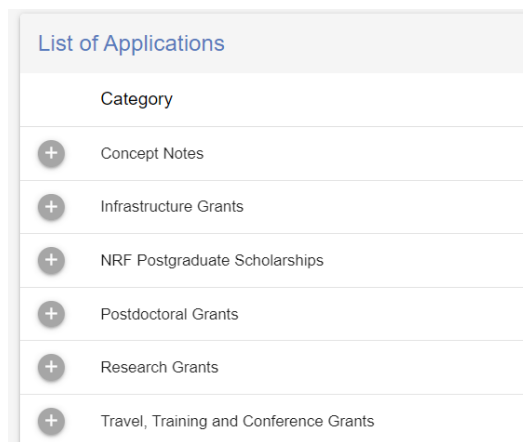 List of Applications
Category
Concept Notes
Infrastructure Grants
NRF Postgraduate Scholarships
Postdoctoral Grants
Research Grants
Travel, Training and Conference Grants